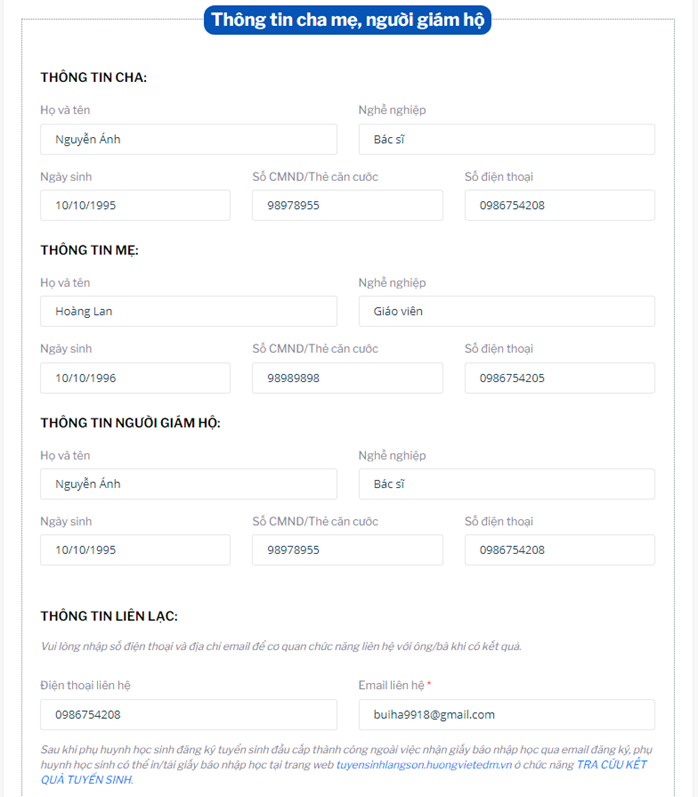 Thông tin cha mẹ, người giám hộ
THÔNG TIN CHA:
Họ và tên Nghề nghiệp
Nguyễn Ánh Bác sĩ
Ngày sinh Số CMND/Thẻ căn cước Số điện thoại
10/10/1995 98978955 0986754208
THÔNG TIN MẸ:
Họ và tên Nghề nghiệp
Hoàng Lan Giáo viên
Ngày sinh Số CMND/Thẻ căn cước Số điện thoại
10/10/1996 98989898 0986754205
THÔNG TIN NGƯỜI GIÁM HỘ:
Họ và tên Nghề nghiệp
Nguyễn Ánh Bác sĩ
Ngày sinh Số CMND/Thẻ căn cước Số điện thoại
10/10/1995 98978955 0986754208
THÔNG TIN LIÊN LẠC:
Vui lòng nhập số điện thoại và địa chỉ email để cơ quan chức năng liên hệ với ông/bà khi có kết quả.
Điện thoại liên hệ Email liên hệ *
0986754208 buiha9918@gmail.com
Sau khi phụ huynh học sinh đăng ký tuyển sinh đầu cấp thành công ngoài việc nhận giấy báo nhập học qua email đăng ký, phụ
huynh học sinh có thể in/tải giấy báo nhập học tại trang web tuyensinhlangson.huongvietedm.vn ở chức năng TRA CỨU KẾT
QUẢ TUYỂN SINH.